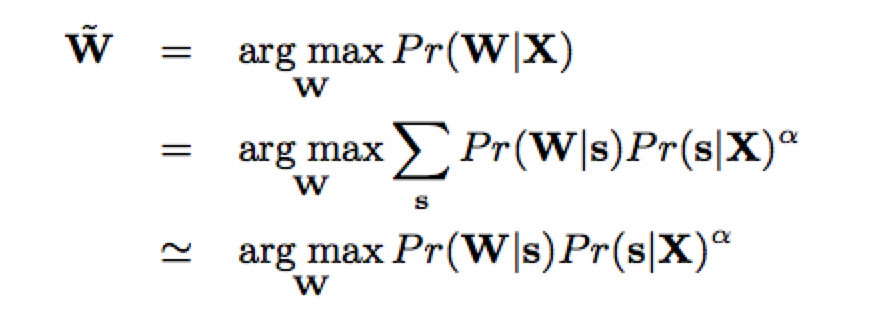 W̃ = arg max_W Pr(W|X)
= arg max_W ∑_s Pr(W|s)Pr(s|X)^α
≃ arg max_W Pr(W|s)Pr(s|X)^α